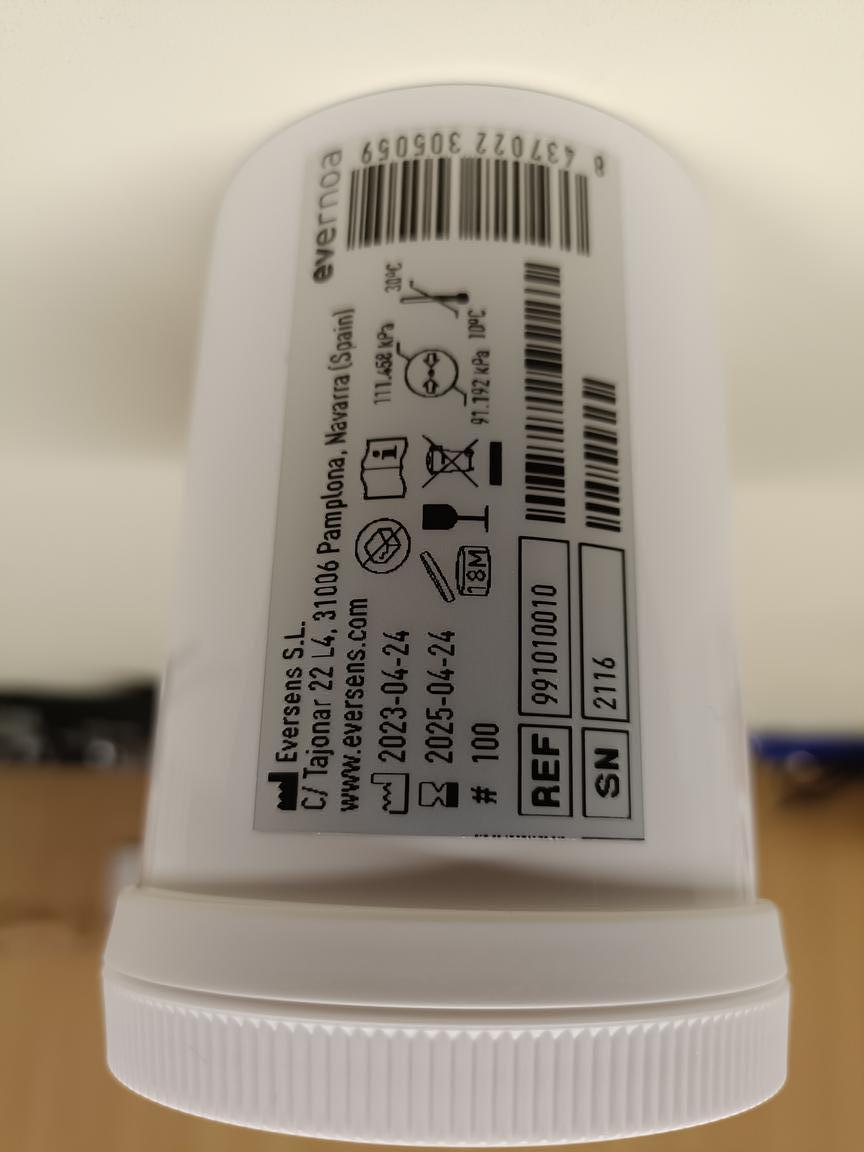 Eversens S.L.
C/ Tajonar 22 L4, 31006 Pamplona, Navarra (Spain)
www.eversens.com
evernoa
2023-04-24
2025-04-24
# 100
18M
111.458 kPa
91.192 kPa
30ºC
10ºC
REF 991010010
SN 2116
8 437022 305059